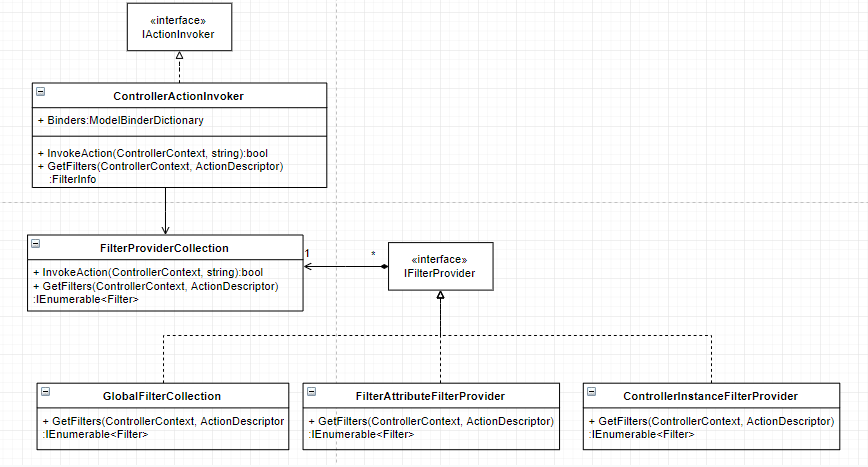 «interface»
IActionInvoker
ControllerActionInvoker
+ Binders:ModelBinderDictionary
+ InvokeAction(ControllerContext, string):bool
+ GetFilters(ControllerContext, ActionDescriptor)
:FilterInfo
FilterProviderCollection
+ InvokeAction(ControllerContext, string):bool
+ GetFilters(ControllerContext, ActionDescriptor)
:IEnumerable<Filter>
1
*
«interface»
IFilterProvider
GlobalFilterCollection
+ GetFilters(ControllerContext, ActionDescriptor
:IEnumerable<Filter>
FilterAttributeFilterProvider
+ GetFilters(ControllerContext, ActionDescriptor)
:IEnumerable<Filter>
ControllerInstanceFilterProvider
+ GetFilters(ControllerContext, ActionDescriptor)
:IEnumerable<Filter>